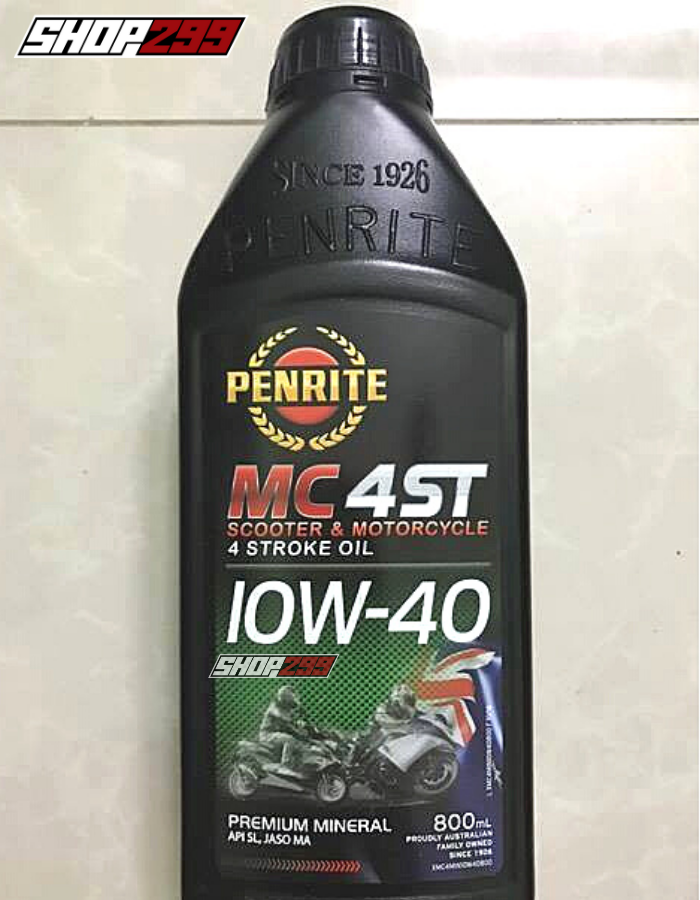 SHOP299
SINCE 1926
PENRITE
PENRITE
MC 4ST
SCOOTER & MOTORCYCLE
4 STROKE OIL
10W-40
SHOP299
PREMIUM MINERAL
API SL, JASO MA
800mL
PROUDLY AUSTRALIAN
FAMILY OWNED
SINCE 1926